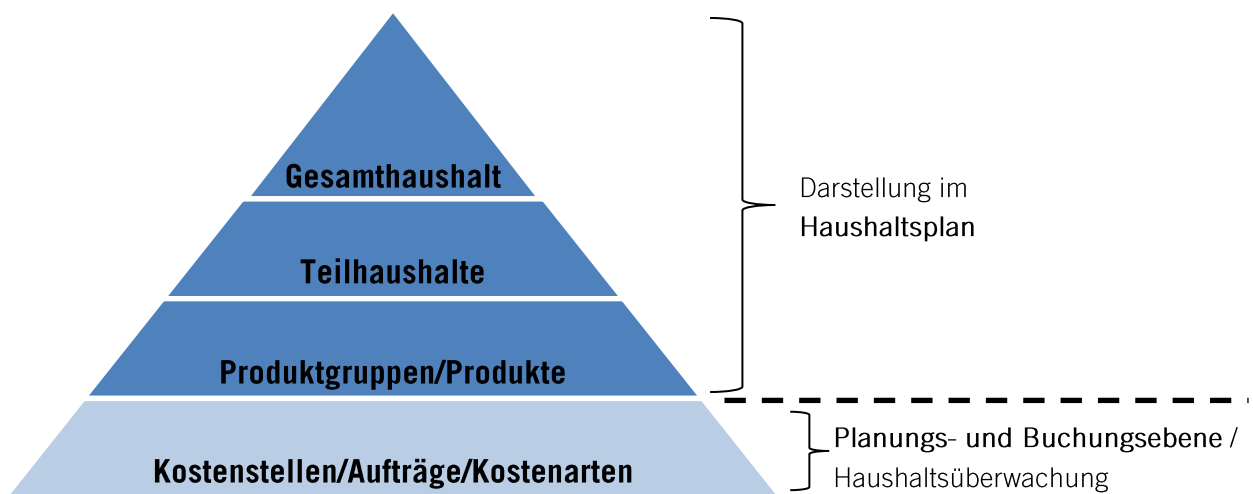 Gesamthaushalt
Teilhaushalte
Produktgruppen/Produkte
Kostenstellen/Aufträge/Kostenarten
Darstellung im
Haushaltsplan
Planungs- und Buchungsebene /
Haushaltsüberwachung